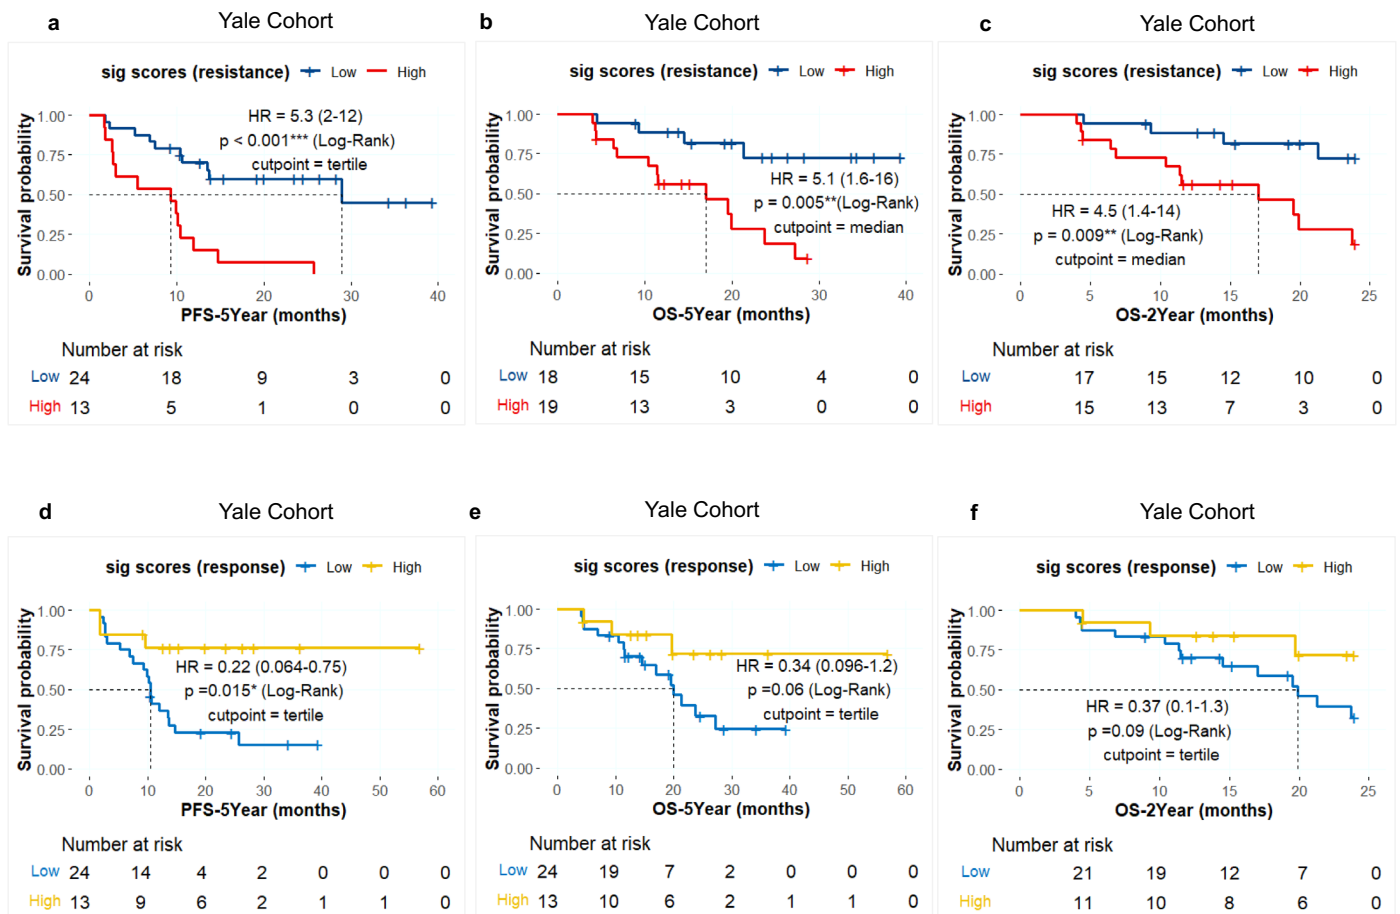 a Yale Cohort
sig scores (resistance) Low High
Survival probability
1.00
0.75
0.50
0.25
0.00
HR = 5.3 (2-12)
p < 0.001*** (Log-Rank)
cutpoint = tertile
0 10 20 30 40
PFS-5Year (months)
Number at risk
Low 24 18 9 3 0
High 13 5 1 0 0
b Yale Cohort
sig scores (resistance) Low High
Survival probability
1.00
0.75
0.50
0.25
0.00
HR = 5.1 (1.6-16)
p = 0.005**(Log-Rank)
cutpoint = median
0 10 20 30 40
OS-5Year (months)
Number at risk
Low 18 15 10 4 0
High 19 13 3 0 0
c Yale Cohort
sig scores (resistance) Low High
Survival probability
1.00
0.75
0.50
0.25
0.00
HR = 4.5 (1.4-14)
p = 0.009** (Log-Rank)
cutpoint = median
0 5 10 15 20 25
OS-2Year (months)
Number at risk
Low 17 15 12 10 0
High 15 13 7 3 0
d Yale Cohort
sig scores (response) Low High
Survival probability
1.00
0.75
0.50
0.25
0.00
HR = 0.22 (0.064-0.75)
p =0.015* (Log-Rank)
cutpoint = tertile
0 10 20 30 40 50 60
PFS-5Year (months)
Number at risk
Low 24 14 4 2 0 0 0
High 13 9 6 2 1 1 0
e Yale Cohort
sig scores (response) Low High
Survival probability
1.00
0.75
0.50
0.25
0.00
HR = 0.34 (0.096-1.2)
p =0.06 (Log-Rank)
cutpoint = tertile
0 10 20 30 40 50 60
OS-5Year (months)
Number at risk
Low 24 19 7 2 0 0 0
High 13 10 6 2 1 1 0
f Yale Cohort
sig scores (response) Low High
Survival probability
1.00
0.75
0.50
0.25
0.00
HR = 0.37 (0.1-1.3)
p =0.09 (Log-Rank)
cutpoint = tertile
0 5 10 15 20 25
OS-2Year (months)
Number at risk
Low 21 19 12 7 0
High 11 10 8 6 0